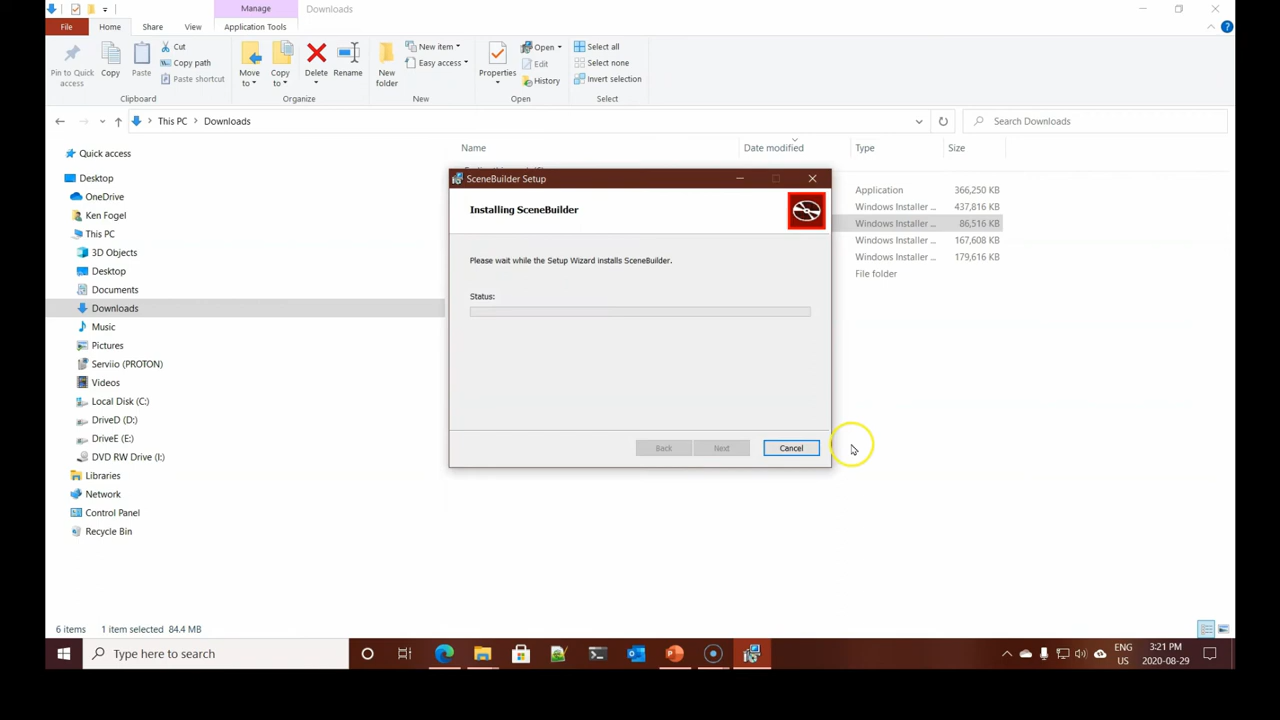 Manage
Downloads
File
Home
Share
View
Application Tools
Pin to Quick
access
Copy
Paste
Cut
Copy path
Paste shortcut
Clipboard
Move
to
Copy
to
Delete
Rename
Organize
New
folder
New item
Easy access
New
Properties
Open
Edit
History
Open
Select all
Select none
Invert selection
Select
This PC > Downloads
Search Downloads
Quick access
Desktop
OneDrive
Ken Fogel
This PC
3D Objects
Desktop
Documents
Downloads
Music
Pictures
Serviio (PROTON)
Videos
Local Disk (C:)
DriveD (D:)
DriveE (E:)
DVD RW Drive (I:)
Libraries
Network
Control Panel
Recycle Bin
Name
Date modified
Type
Size
Application 366,250 KB
Windows Installer ... 437,816 KB
Windows Installer ... 86,516 KB
Windows Installer ... 167,608 KB
Windows Installer ... 179,616 KB
File folder
SceneBuilder Setup
Installing SceneBuilder
Please wait while the Setup Wizard installs SceneBuilder.
Status:
Back
Next
Cancel
6 items 1 item selected 84.4 MB
Type here to search
ENG
US
3:21 PM
2020-08-29